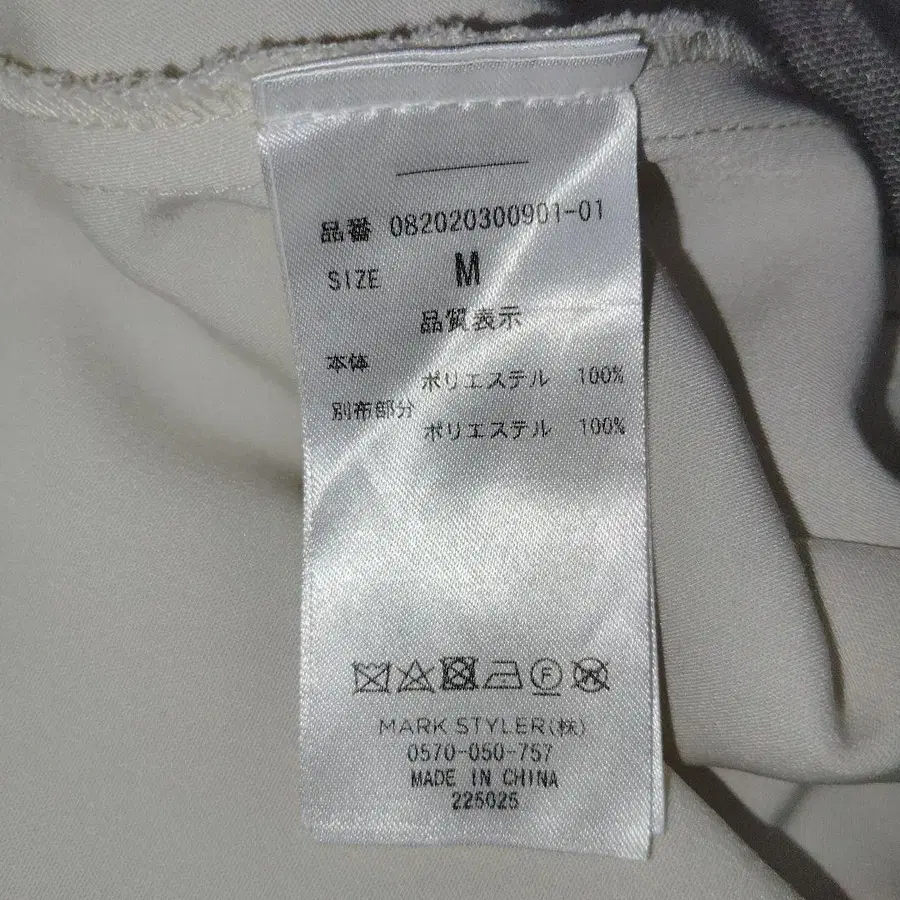 品番 082020300901-01
SIZE M
品質表示
本体
ポリエステル 100%
別布部分
ポリエステル 100%
F
MARK STYLER(株)
0570-050-757
MADE IN CHINA
225025